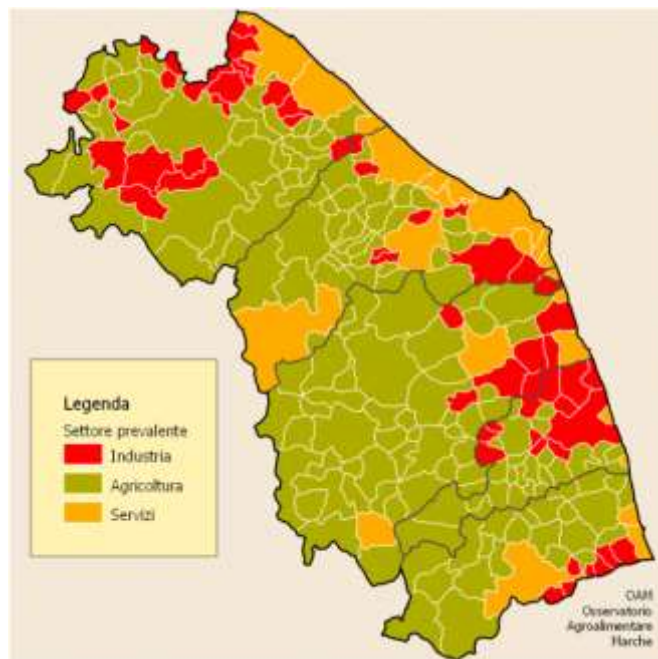 Legenda
Settore prevalente
Industria
Agricoltura
Servizi
OAM
Osservatorio
Agroalimentare
Marche